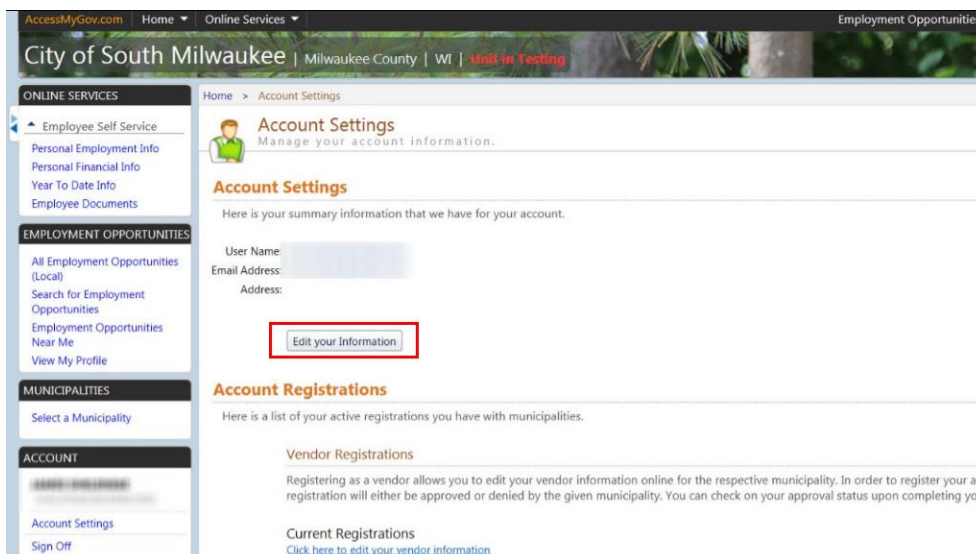 AccessMyGov.com Home Online Services Employment Opportunitie
City of South Milwaukee | Milwaukee County | WI | Unit in Testing
ONLINE SERVICES
Employee Self Service
Personal Employment Info
Personal Financial Info
Year To Date Info
Employee Documents
EMPLOYMENT OPPORTUNITIES
All Employment Opportunities
(Local)
Search for Employment
Opportunities
Employment Opportunities
Near Me
View My Profile
MUNICIPALITIES
Select a Municipality
ACCOUNT
Account Settings
Sign Off
Home > Account Settings
Account Settings
Manage your account information.
Account Settings
Here is your summary information that we have for your account.
User Name:
Email Address:
Address:
Edit your Information
Account Registrations
Here is a list of your active registrations you have with municipalities.
Vendor Registrations
Registering as a vendor allows you to edit your vendor information online for the respective municipality. In order to register your a
registration will either be approved or denied by the given municipality. You can check on your approval status upon completing yo
Current Registrations
Click here to edit your vendor information